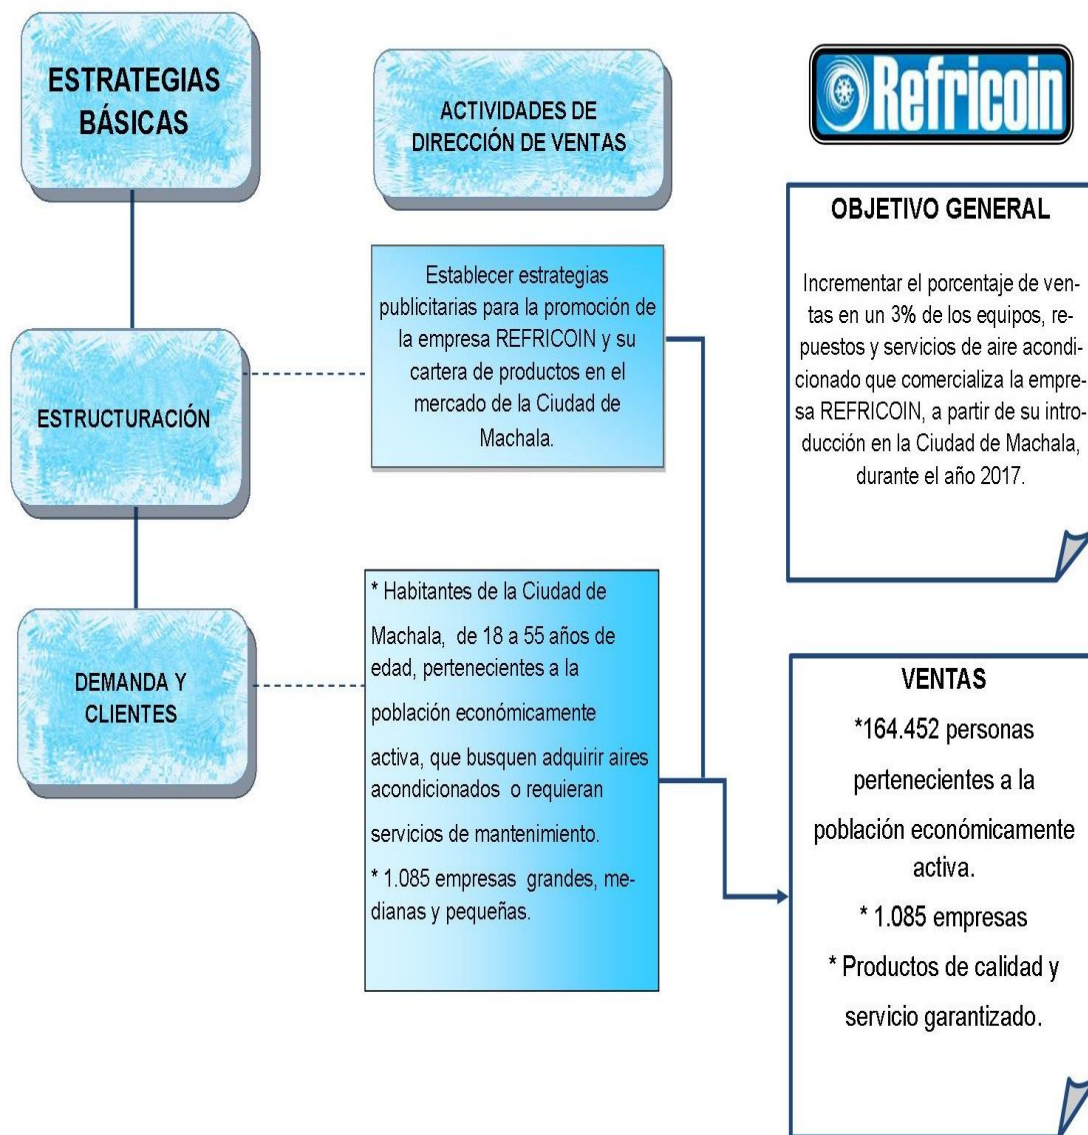 ESTRATEGIAS
BÁSICAS
ACTIVIDADES DE
DIRECCIÓN DE VENTAS
Refricoin
OBJETIVO GENERAL
Incrementar el porcentaje de ven-
tas en un 3% de los equipos, re-
puestos y servicios de aire acondi-
cionado que comercializa la empre-
sa REFRICOIN, a partir de su intro-
ducción en la Ciudad de Machala,
durante el año 2017.
Establecer estrategias
publicitarias para la promoción de
la empresa REFRICOIN y su
cartera de productos en el
mercado de la Ciudad de
Machala.
ESTRUCTURACIÓN
DEMANDA Y
CLIENTES
* Habitantes de la Ciudad de
Machala, de 18 a 55 años de
edad, pertenecientes a la
población económicamente
activa, que busquen adquirir aires
acondicionados o requieran
servicios de mantenimiento.
* 1.085 empresas grandes, me-
dianas y pequeñas.
VENTAS
*164.452 personas
pertenecientes a la
población económicamente
activa.
* 1.085 empresas
* Productos de calidad y
servicio garantizado.